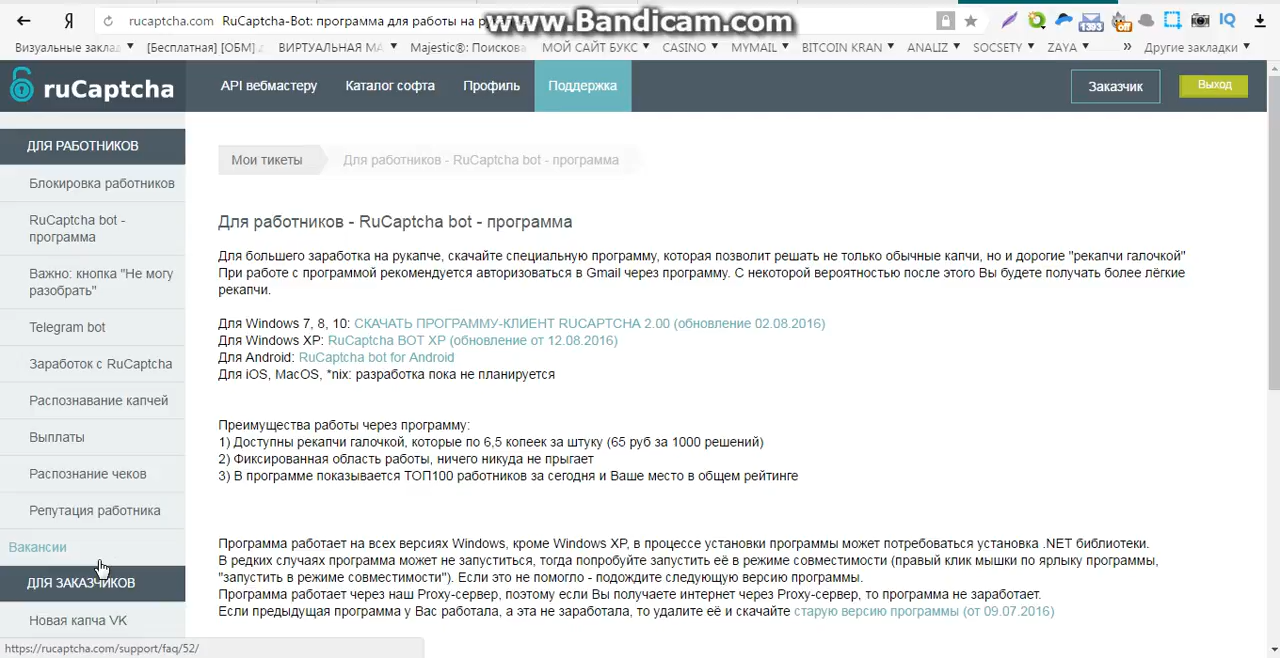 Я
rucaptcha.com RuCaptcha-Bot: программа для работы на р
www.Bandicam.com
1393
off
IQ
Визуальные заклад
[Бесплатная] [ОБМ]
ВИРТУАЛЬНАЯ МА
Majestic®: Поискова
МОЙ САЙТ БУКС
CASINO
MYMAIL
BITCOIN KRAN
ANALIZ
SOCSETY
ZAYA
»
Другие закладки
ruCaptcha
API вебмастеру
Каталог софта
Профиль
Поддержка
Заказчик
Выход
ДЛЯ РАБОТНИКОВ
Блокировка работников
RuCaptcha bot -
программа
Важно: кнопка "Не могу
разобрать"
Telegram bot
Заработок с RuCaptcha
Распознавание капчей
Выплаты
Распознание чеков
Репутация работника
Вакансии
ДЛЯ ЗАКАЗЧИКОВ
Новая капча VK
https://rucaptcha.com/support/faq/52/
Мои тикеты
Для работников - RuCaptcha bot - программа
Для работников - RuCaptcha bot - программа
Для большего заработка на рукапче, скачайте специальную программу, которая позволит решать не только обычные капчи, но и дорогие "рекапчи галочкой"
При работе с программой рекомендуется авторизоваться в Gmail через программу. С некоторой вероятностью после этого Вы будете получать более лёгкие
рекапчи.
Для Windows 7, 8, 10: СКАЧАТЬ ПРОГРАММУ-КЛИЕНТ RUCAPTCHA 2.00 (обновление 02.08.2016)
Для Windows XP: RuCaptcha BOT XP (обновление от 12.08.2016)
Для Android: RuCaptcha bot for Android
Для iOS, MacOS, *nix: разработка пока не планируется
Преимущества работы через программу:
1) Доступны рекапчи галочкой, которые по 6,5 копеек за штуку (65 руб за 1000 решений)
2) Фиксированная область работы, ничего никуда не прыгает
3) В программе показывается ТОП100 работников за сегодня и Ваше место в общем рейтинге
Программа работает на всех версиях Windows, кроме Windows XP, в процессе установки программы может потребоваться установка .NET библиотеки.
В редких случаях программа может не запуститься, тогда попробуйте запустить её в режиме совместимости (правый клик мышки по ярлыку программы,
"запустить в режиме совместимости"). Если это не помогло - подождите следующую версию программы.
Программа работает через наш Proxy-сервер, поэтому если Вы получаете интернет через Proxy-сервер, то программа не заработает.
Если предыдущая программа у Вас работала, а эта не заработала, то удалите её и скачайте старую версию программы (от 09.07.2016)